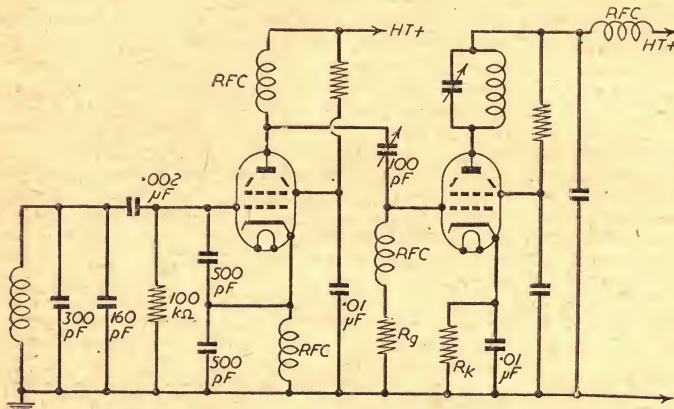 RFC
HT+
RFC
HT+
.002
µF
100
pF
RFC
500
pF
300
pF
160
pF
100
kΩ
500
pF
RFC
.01
µF
Rg
Rk
.01
µF